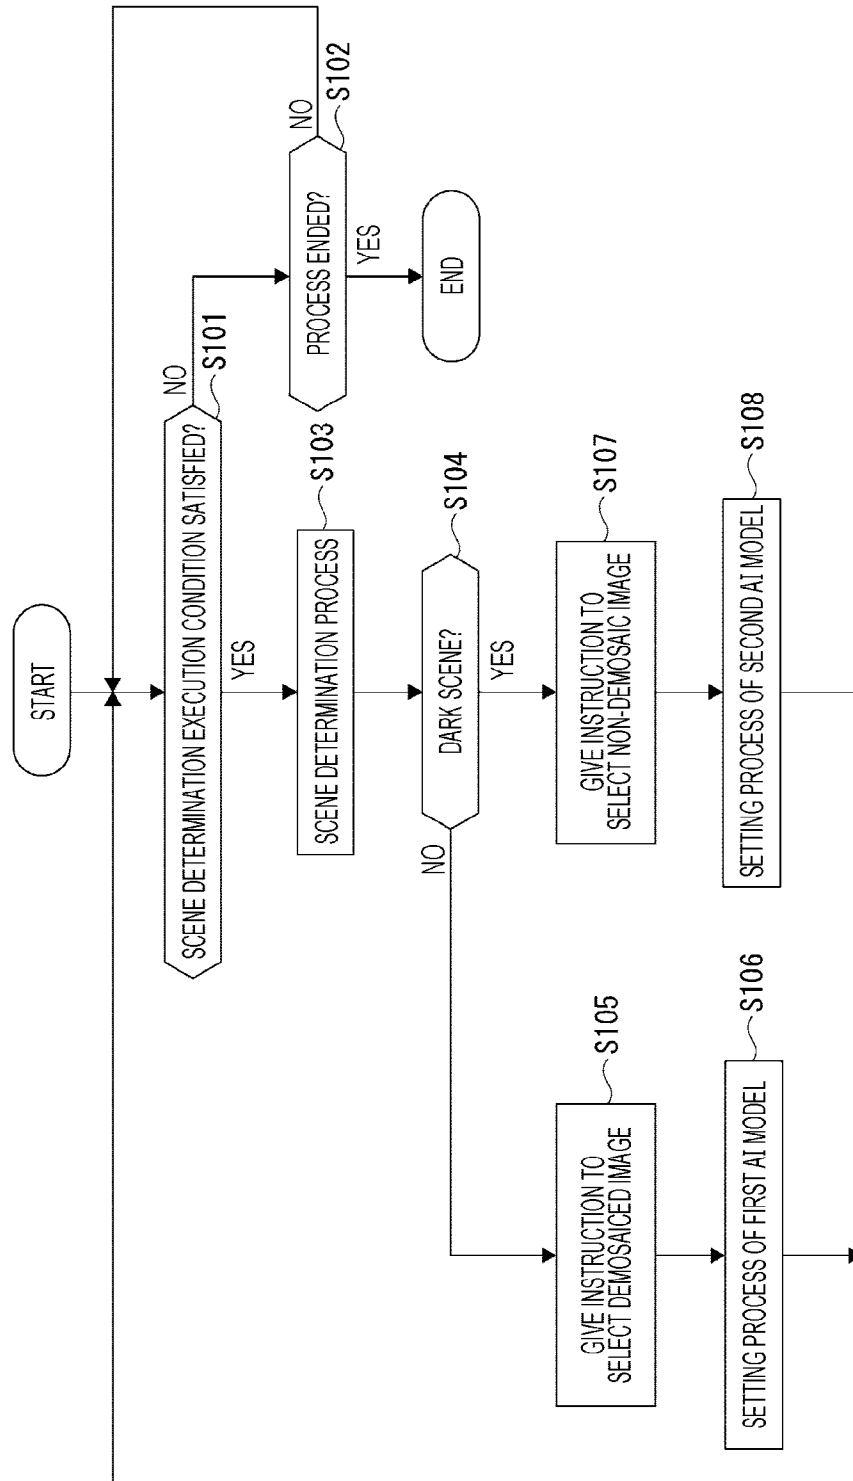 START
SCENE DETERMINATION EXECUTION CONDITION SATISFIED?
S101
NO
YES
PROCESS ENDED?
S102
NO
YES
END
SCENE DETERMINATION PROCESS
S103
DARK SCENE?
S104
NO
YES
GIVE INSTRUCTION TO
SELECT DEMOSAICED IMAGE
S105
SETTING PROCESS OF FIRST AI MODEL
S106
GIVE INSTRUCTION TO
SELECT NON-DEMOSAIC IMAGE
S107
SETTING PROCESS OF SECOND AI MODEL
S108